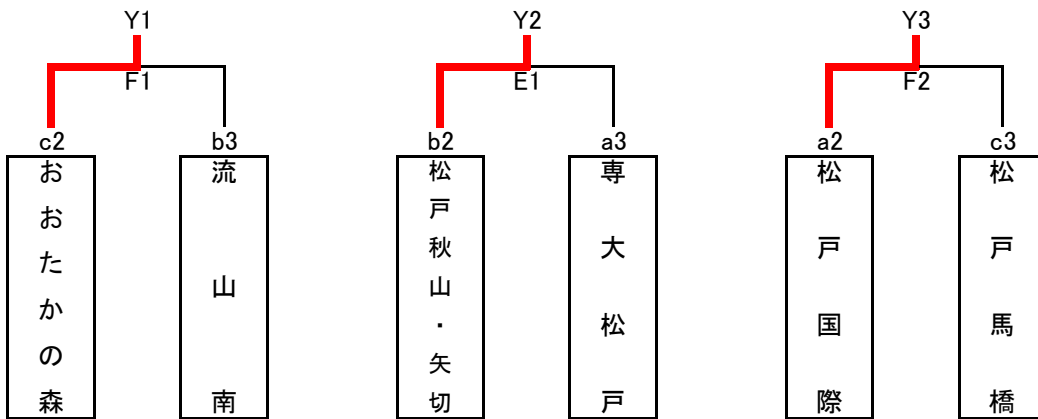 Y1 Y2 Y3
F1 E1 F2
c2 b3 b2 a3 a2 c3
おおたかの森
流山南
松戸秋山・矢切
専大松戸
松戸国際
松戸馬橋